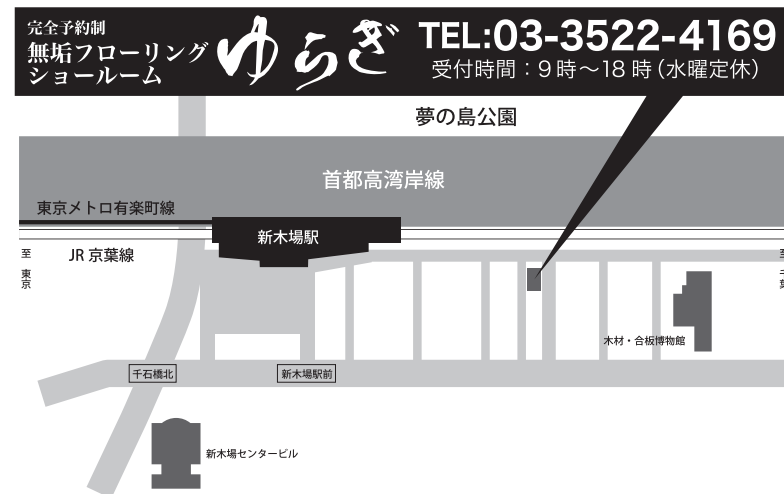 完全予約制
無垢フローリング
ショールーム
ゆらぎ
TEL:03-3522-4169
受付時間：9時〜18時（水曜定休）
夢の島公園
首都高湾岸線
東京メトロ有楽町線
新木場駅
JR 京葉線
至 東京
至 千葉
木材・合板博物館
千石橋北
新木場駅前
新木場センタービル